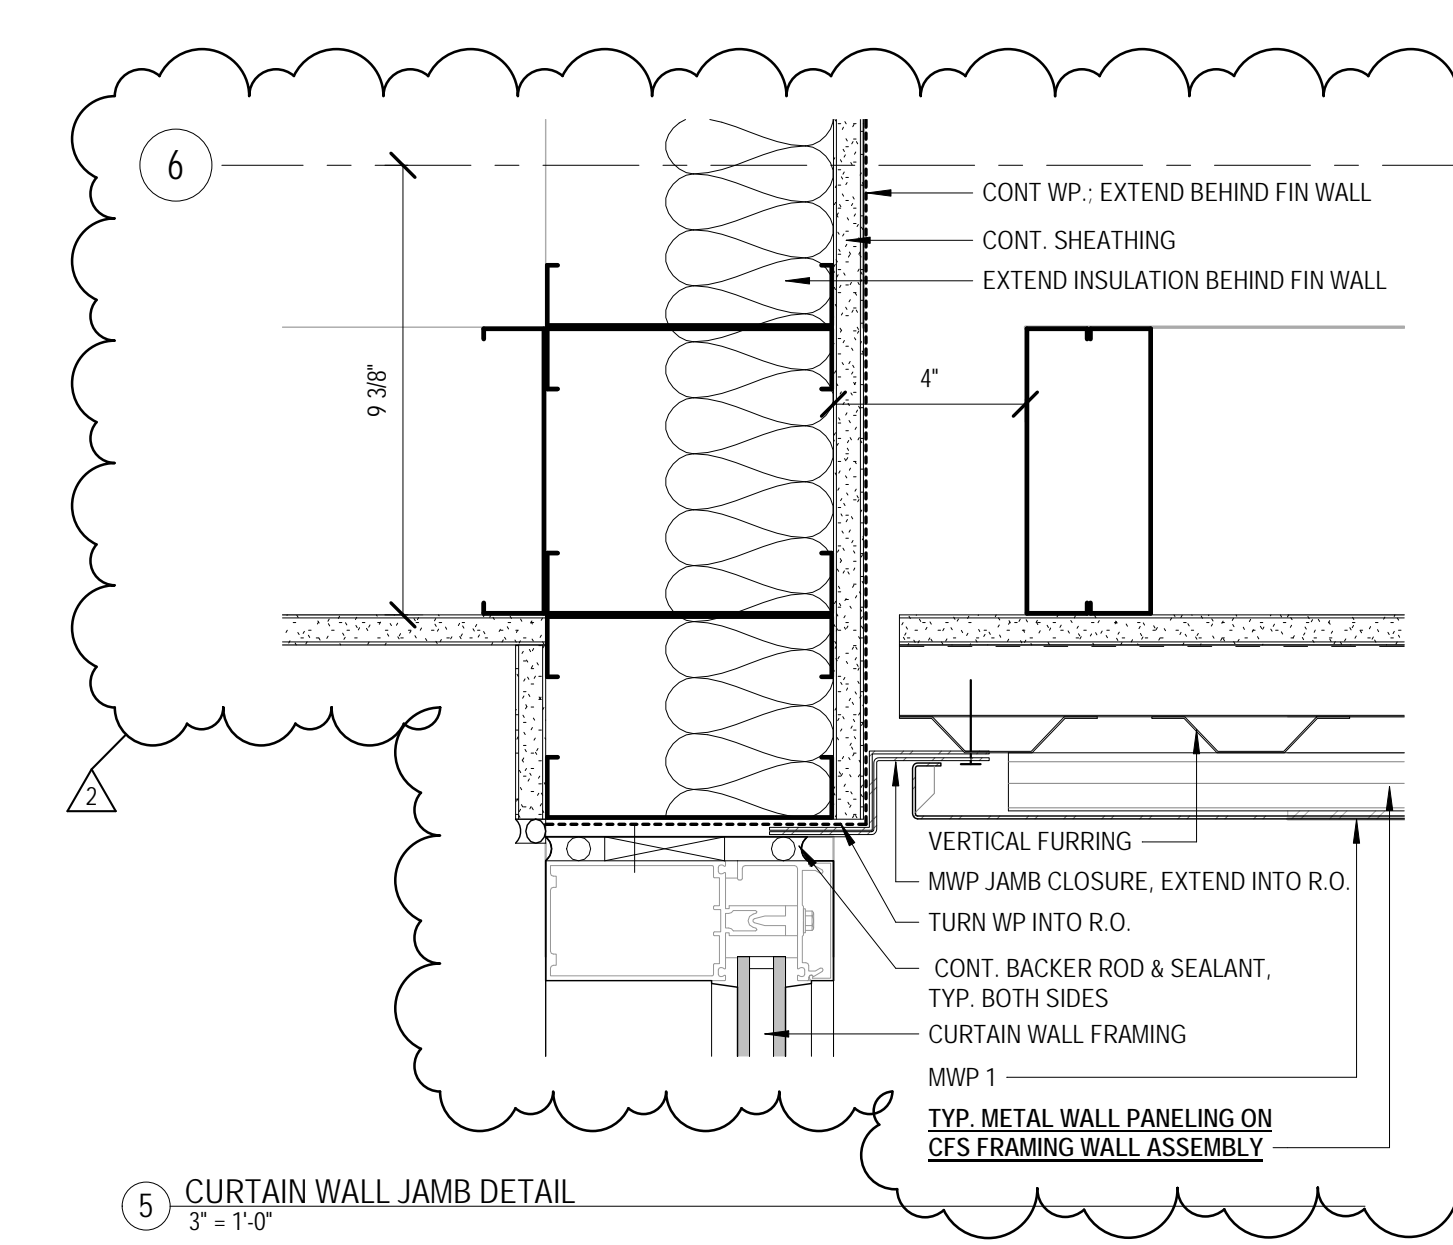 6
CONT WP.; EXTEND BEHIND FIN WALL
CONT. SHEATHING
EXTEND INSULATION BEHIND FIN WALL
9 3/8"
4"
2
VERTICAL FURRING
MWP JAMB CLOSURE, EXTEND INTO R.O.
TURN WP INTO R.O.
CONT. BACKER ROD & SEALANT,
TYP. BOTH SIDES
CURTAIN WALL FRAMING
MWP 1
TYP. METAL WALL PANELING ON
CFS FRAMING WALL ASSEMBLY
5
CURTAIN WALL JAMB DETAIL
3" = 1'-0"